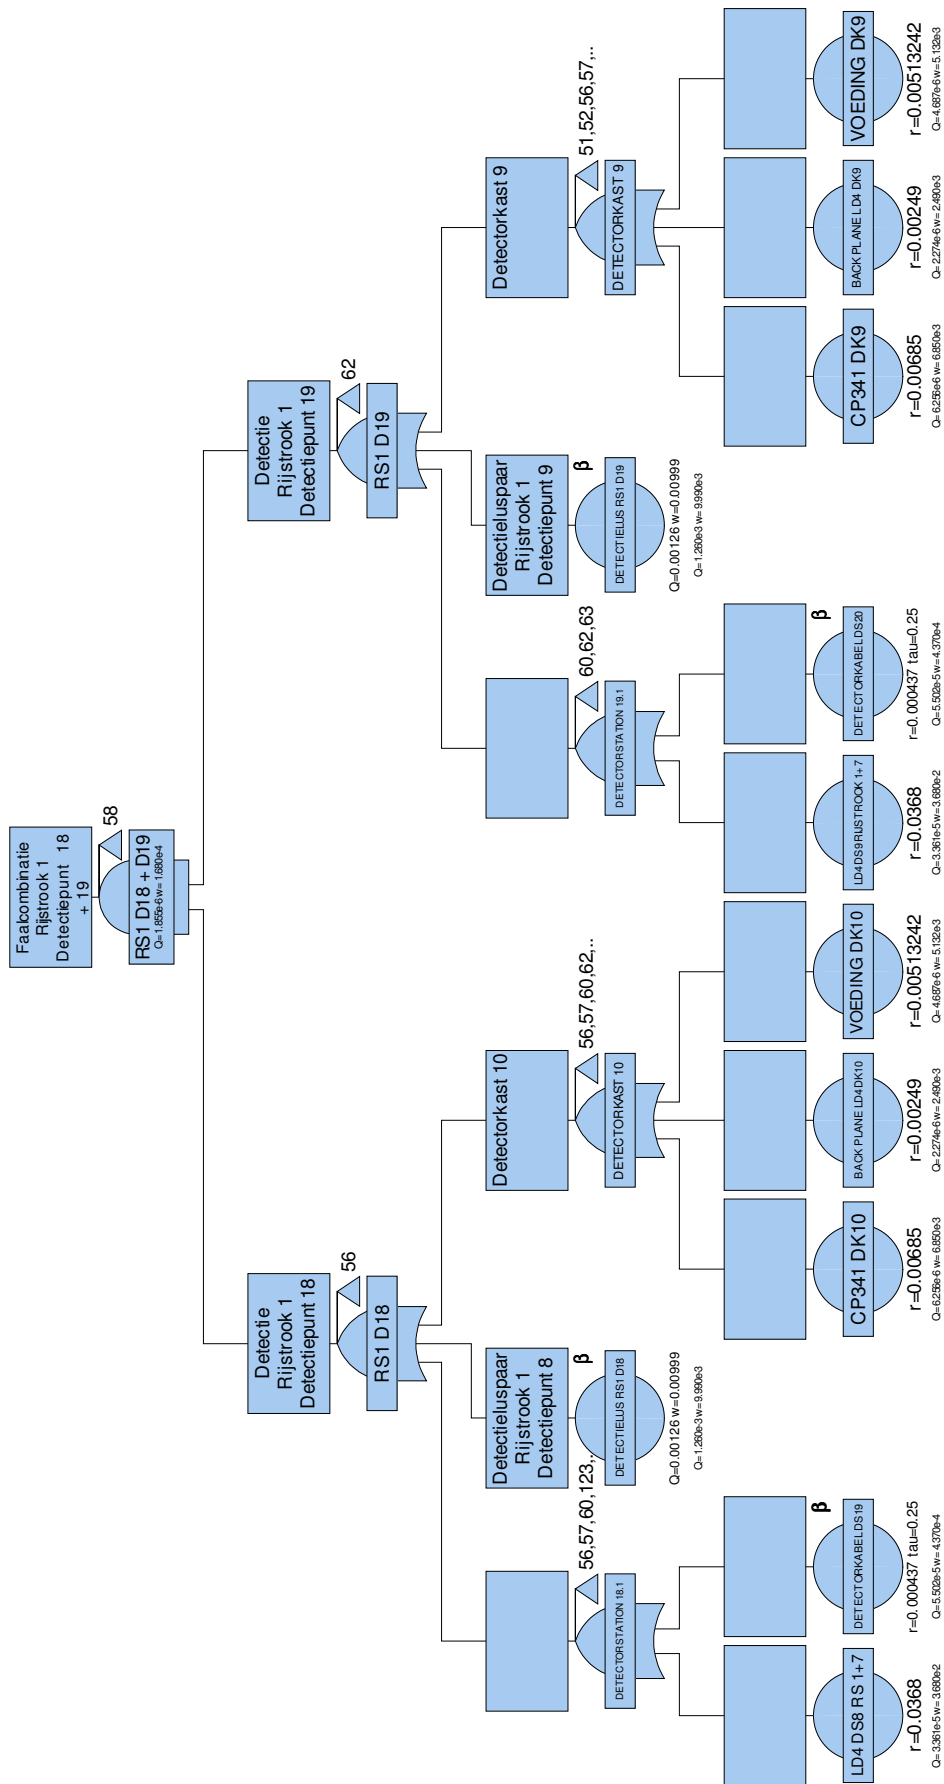 Faalcombinatie
Rijstrook 1
Detectiepunt 18
+ 19
58
RS1 D18 + D19
Q=1.855e-6 w=1.680e-4
Detectie
Rijstrook 1
Detectiepunt 18
56
RS1 D18
Detectie
Rijstrook 1
Detectiepunt 19
62
RS1 D19
56,57,60,123,..
DETECTORSTATION 18.1
Detectieluspaar
Rijstrook 1
Detectiepunt 8
β
DETECTIELUS RS1 D18
Q=0.00126 w=0.00999
Q=1.260e-3 w=9.990e-3
Detectorkast 10
56,57,60,62,..
DETECTORKAST 10
60,62,63
DETECTORSTATION 19.1
Detectieluspaar
Rijstrook 1
Detectiepunt 9
β
DETECTIELUS RS1 D19
Q=0.00126 w=0.00999
Q=1.260e-3 w=9.990e-3
Detectorkast 9
51,52,56,57,..
DETECTORKAST 9
LD4 DS8 RS 1+7
r=0.0368
Q=3.361e-5 w=3.680e-2
β
DETECTORKABEL DS19
r=0.000437 tau=0.25
Q=5.502e-5 w=4.370e-4
CP341 DK10
r=0.00685
Q=6.256e-6 w=6.850e-3
BACK PLANE LD4 DK10
r=0.00249
Q=2.274e-6 w=2.490e-3
VOEDING DK10
r=0.00513242
Q=4.687e-6 w=5.132e-3
LD4 DS9 RIJSTROOK 1+7
r=0.0368
Q=3.361e-5 w=3.680e-2
β
DETECTORKABEL DS20
r=0.000437 tau=0.25
Q=5.502e-5 w=4.370e-4
CP341 DK9
r=0.00685
Q=6.256e-6 w=6.850e-3
BACK PLANE LD4 DK9
r=0.00249
Q=2.274e-6 w=2.490e-3
VOEDING DK9
r=0.00513242
Q=4.687e-6 w=5.132e-3